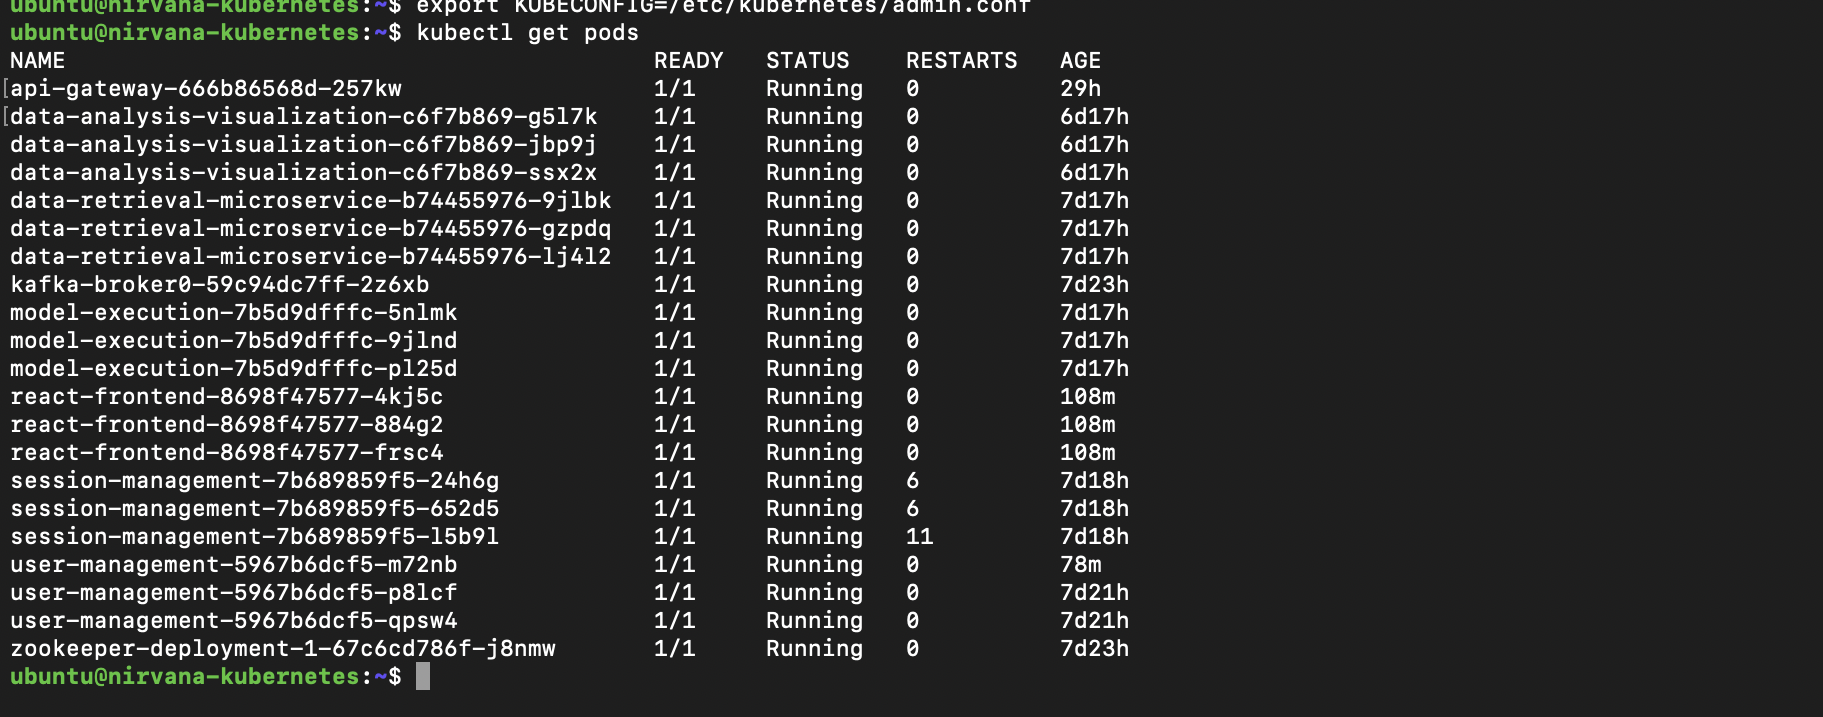 ubuntu@nirvana-kubernetes:~$ export KUBECONFIG=/etc/kubernetes/admin.conf
ubuntu@nirvana-kubernetes:~$ kubectl get pods
NAME READY STATUS RESTARTS AGE
[api-gateway-666b86568d-257kw 1/1 Running 0 29h
[data-analysis-visualization-c6f7b869-g5l7k 1/1 Running 0 6d17h
data-analysis-visualization-c6f7b869-jbp9j 1/1 Running 0 6d17h
data-analysis-visualization-c6f7b869-ssx2x 1/1 Running 0 6d17h
data-retrieval-microservice-b74455976-9jlbk 1/1 Running 0 7d17h
data-retrieval-microservice-b74455976-gzpdq 1/1 Running 0 7d17h
data-retrieval-microservice-b74455976-lj4l2 1/1 Running 0 7d17h
kafka-broker0-59c94dc7ff-2z6xb 1/1 Running 0 7d23h
model-execution-7b5d9dfffc-5nlmk 1/1 Running 0 7d17h
model-execution-7b5d9dfffc-9jlnd 1/1 Running 0 7d17h
model-execution-7b5d9dfffc-pl25d 1/1 Running 0 7d17h
react-frontend-8698f47577-4kj5c 1/1 Running 0 108m
react-frontend-8698f47577-884g2 1/1 Running 0 108m
react-frontend-8698f47577-frsc4 1/1 Running 0 108m
session-management-7b689859f5-24h6g 1/1 Running 6 7d18h
session-management-7b689859f5-652d5 1/1 Running 6 7d18h
session-management-7b689859f5-l5b9l 1/1 Running 11 7d18h
user-management-5967b6dcf5-m72nb 1/1 Running 0 78m
user-management-5967b6dcf5-p8lcf 1/1 Running 0 7d21h
user-management-5967b6dcf5-qpsw4 1/1 Running 0 7d21h
zookeeper-deployment-1-67c6cd786f-j8nmw 1/1 Running 0 7d23h
ubuntu@nirvana-kubernetes:~$